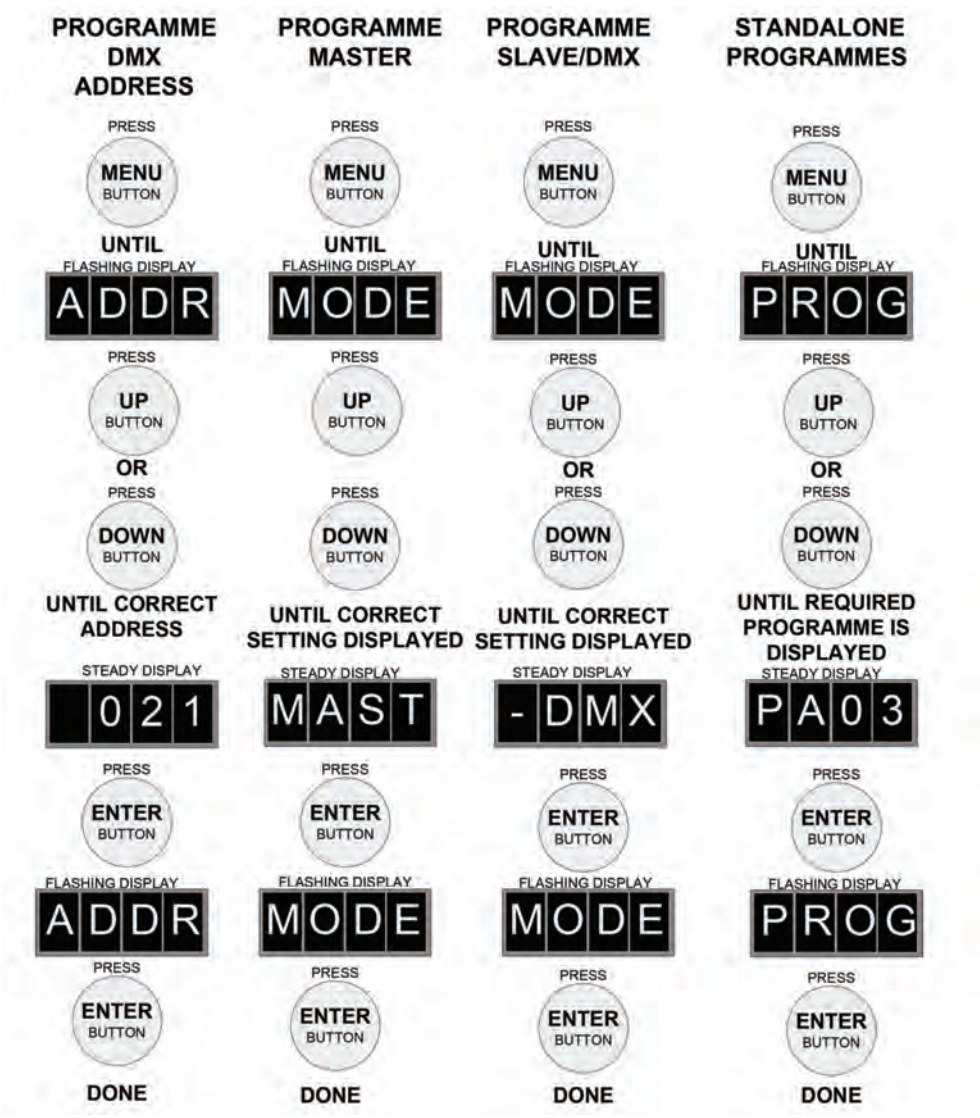 PROGRAMME
DMX
ADDRESS
PRESS
MENU
BUTTON
UNTIL
FLASHING DISPLAY
ADDR
PRESS
UP
BUTTON
OR
PRESS
DOWN
BUTTON
UNTIL CORRECT
ADDRESS
STEADY DISPLAY
021
PRESS
ENTER
BUTTON
FLASHING DISPLAY
ADDR
PRESS
ENTER
BUTTON
DONE
PROGRAMME
MASTER
PRESS
MENU
BUTTON
UNTIL
FLASHING DISPLAY
MODE
PRESS
UP
BUTTON
PRESS
DOWN
BUTTON
UNTIL CORRECT
SETTING DISPLAYED
STEADY DISPLAY
MAST
PRESS
ENTER
BUTTON
FLASHING DISPLAY
MODE
PRESS
ENTER
BUTTON
DONE
PROGRAMME
SLAVE/DMX
PRESS
MENU
BUTTON
UNTIL
FLASHING DISPLAY
MODE
PRESS
UP
BUTTON
OR
PRESS
DOWN
BUTTON
UNTIL CORRECT
SETTING DISPLAYED
STEADY DISPLAY
-DMX
PRESS
ENTER
BUTTON
FLASHING DISPLAY
MODE
PRESS
ENTER
BUTTON
DONE
STANDALONE
PROGRAMMES
PRESS
MENU
BUTTON
UNTIL
FLASHING DISPLAY
PROG
PRESS
UP
BUTTON
OR
PRESS
DOWN
BUTTON
UNTIL REQUIRED
PROGRAMME IS
DISPLAYED
STEADY DISPLAY
PA03
PRESS
ENTER
BUTTON
FLASHING DISPLAY
PROG
PRESS
ENTER
BUTTON
DONE